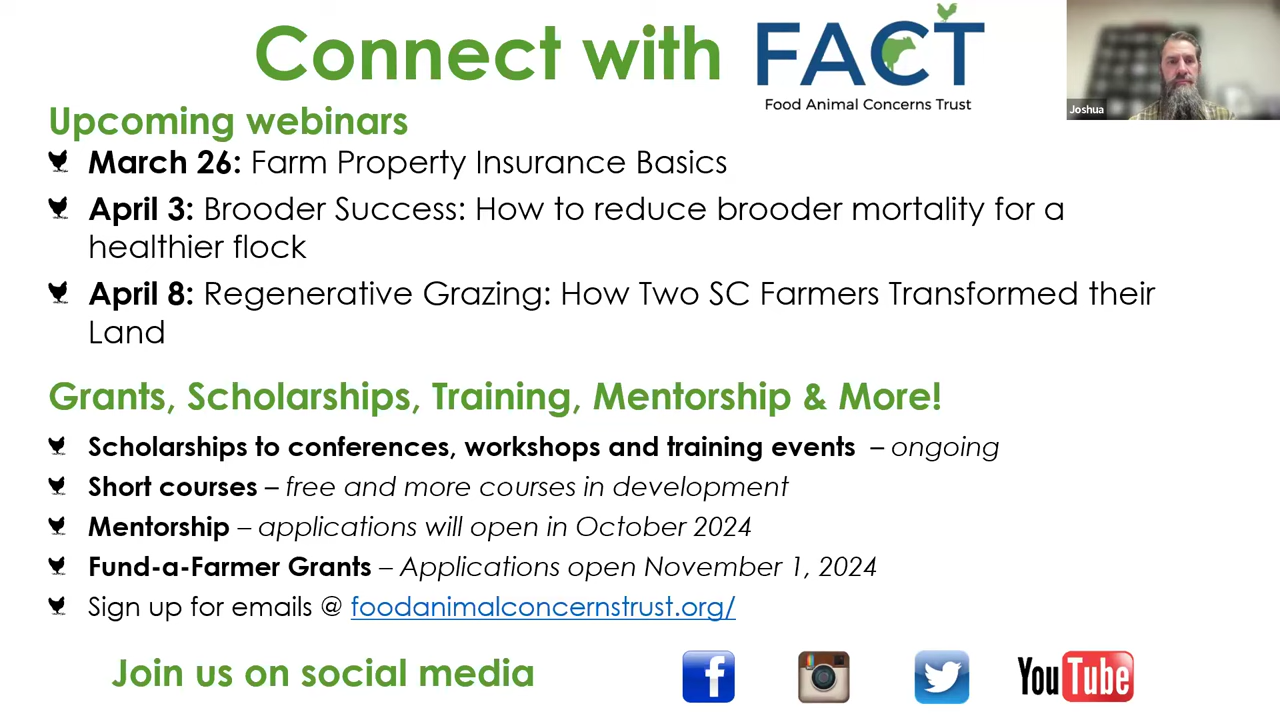 Connect with FACT
Food Animal Concerns Trust
Joshua
Upcoming webinars
March 26: Farm Property Insurance Basics
April 3: Brooder Success: How to reduce brooder mortality for a
healthier flock
April 8: Regenerative Grazing: How Two SC Farmers Transformed their
Land
Grants, Scholarships, Training, Mentorship & More!
Scholarships to conferences, workshops and training events – ongoing
Short courses – free and more courses in development
Mentorship – applications will open in October 2024
Fund-a-Farmer Grants – Applications open November 1, 2024
Sign up for emails @ foodanimalconcernstrust.org/
Join us on social media
f
YouTube